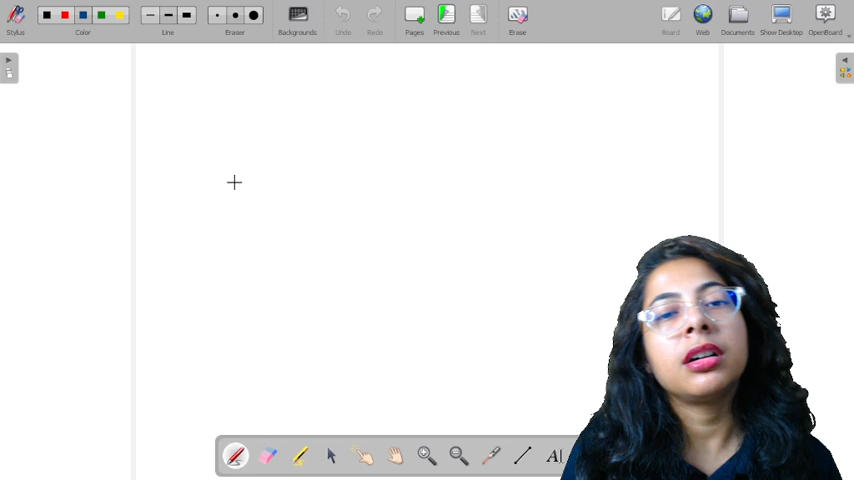 Stylus Color Line Eraser Backgrounds Undo Redo Pages Previous Next Erase Board Web Documents Show Desktop OpenBoard
A